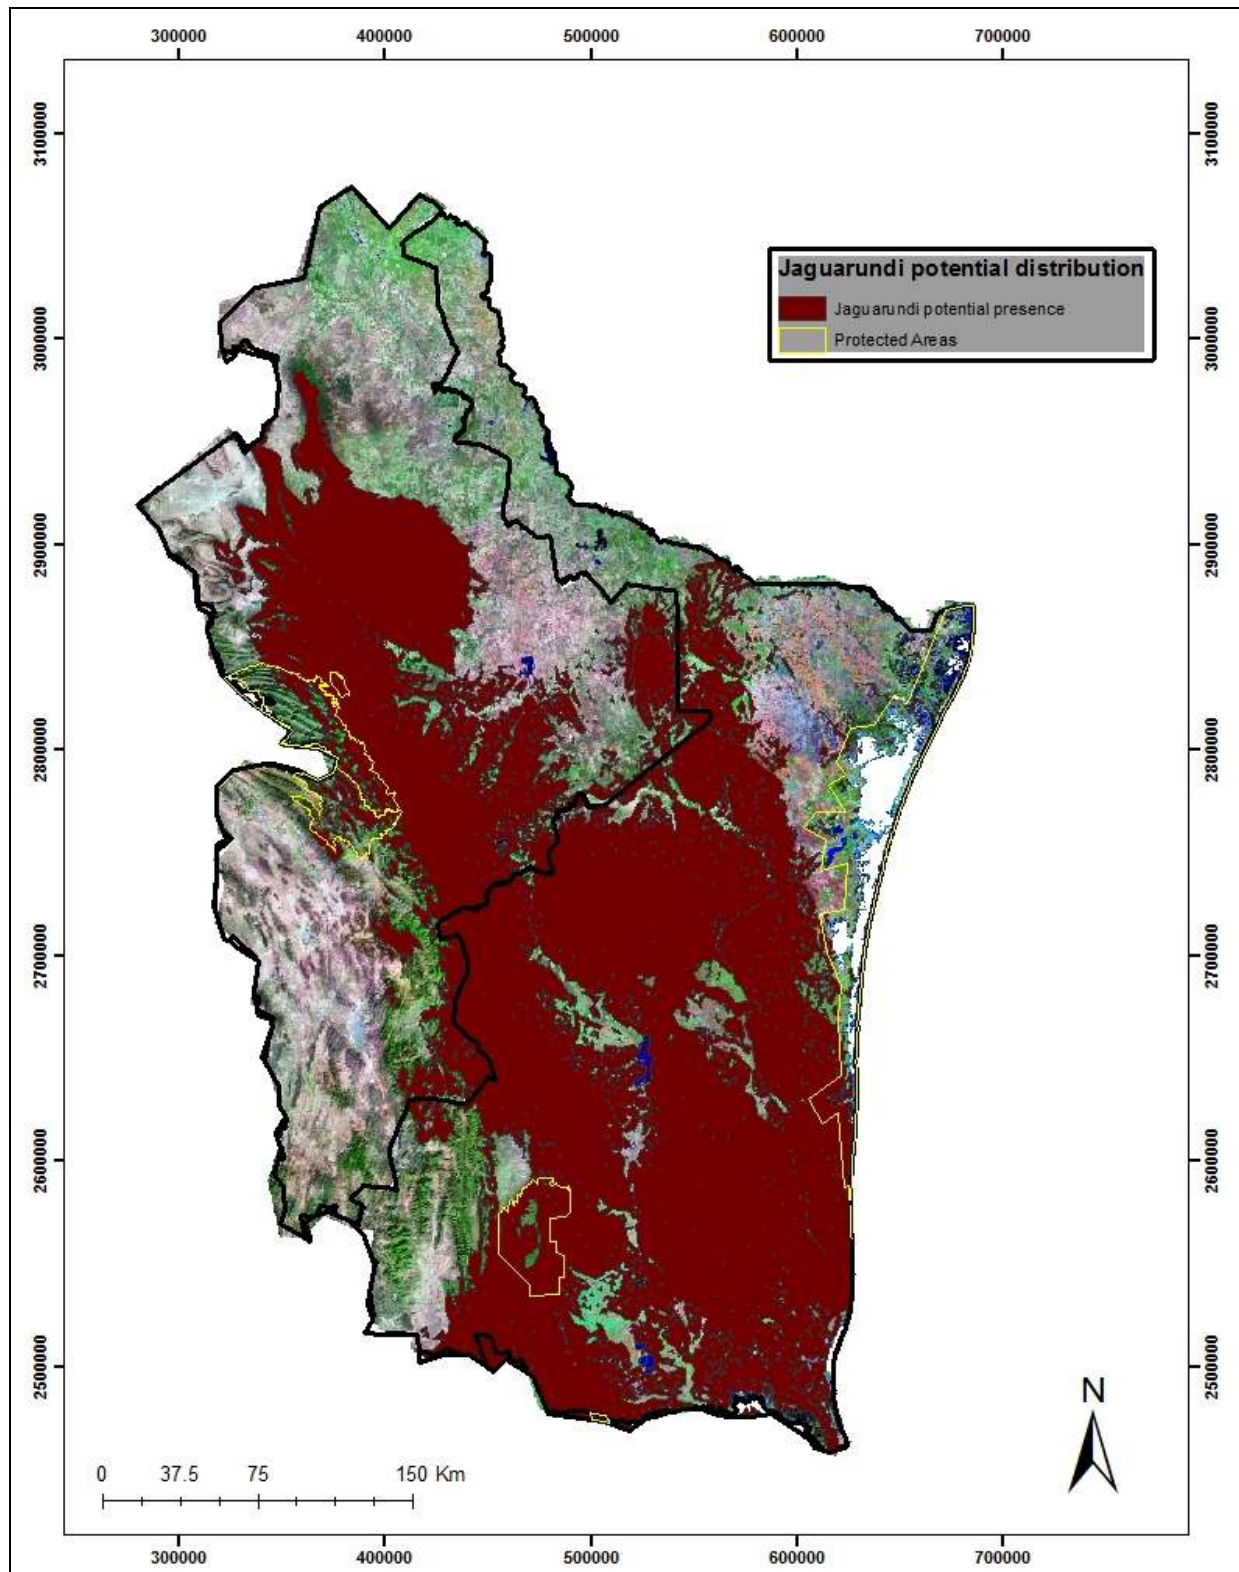 300000 400000 500000 600000 700000
3100000 3100000
Jaguarundi potential distribution
Jaguarundi potential presence
Protected Areas
3000000 3000000
2900000 2900000
2800000 2800000
2700000 2700000
2600000 2600000
2500000 2500000
N
0 37.5 75 150 Km
300000 400000 500000 600000 700000